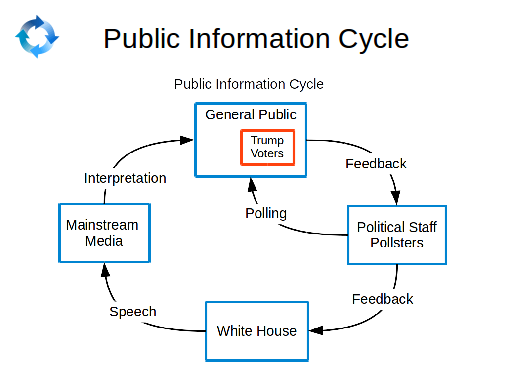 Public Information Cycle
Public Information Cycle
General Public
Trump
Voters
Interpretation
Feedback
Polling
Mainstream
Media
Political Staff
Pollsters
Feedback
Speech
White House